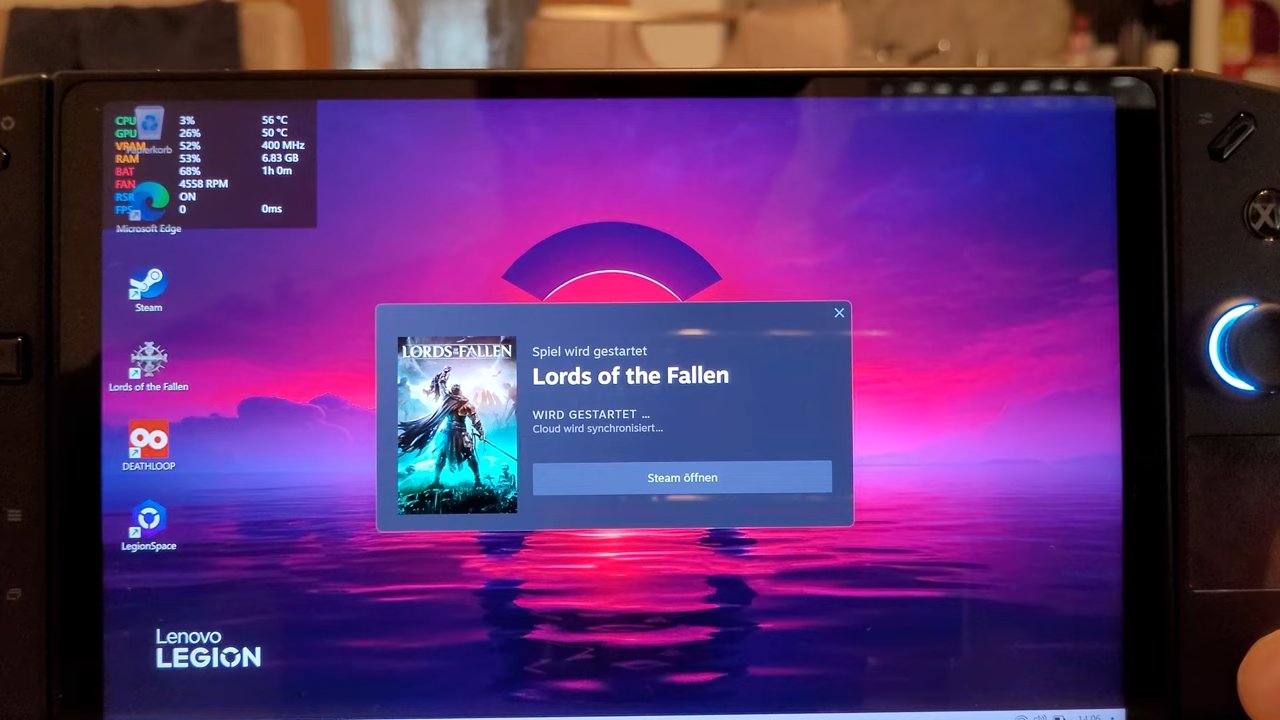 CPU 3% 56 °C
GPU 26% 50 °C
VRAM 52% 400 MHz
RAM 53% 6.83 GB
BAT 68% 1h 0m
FAN 4558 RPM
RSR ON
FPS 0 0ms
Papierkorb
Microsoft Edge
Steam
Lords of the Fallen
DEATHLOOP
LegionSpace
Lenovo
LEGION
LORDS OF THE FALLEN
Spiel wird gestartet
Lords of the Fallen
WIRD GESTARTET ...
Cloud wird synchronisiert...
Steam öffnen
X
14:06